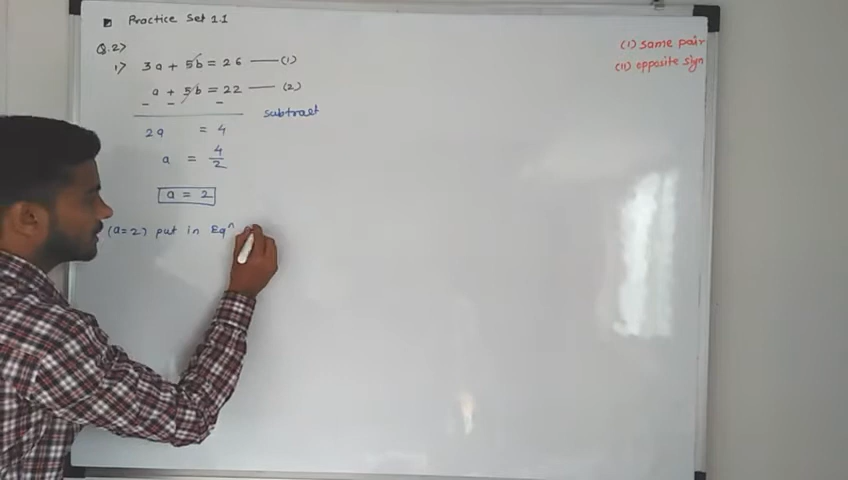 Practice Set 1.1
Q.2>
1> 3a + 5b = 26 —— (1)
a + 5b = 22 —— (2)
− − −
subtract
2a = 4
a = 4/2
a = 2
(a=2) put in Eqⁿ
(I) same pair
(II) opposite sign